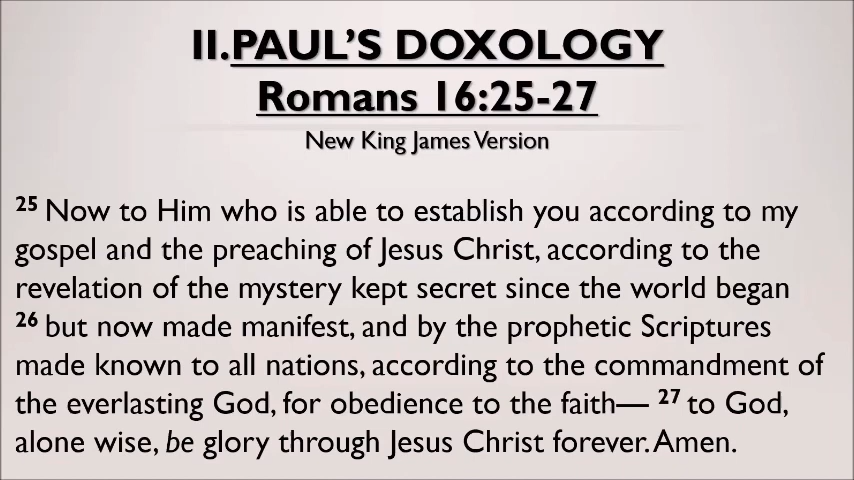 II.PAUL'S DOXOLOGY
Romans 16:25-27
New King James Version
25 Now to Him who is able to establish you according to my
gospel and the preaching of Jesus Christ, according to the
revelation of the mystery kept secret since the world began
26 but now made manifest, and by the prophetic Scriptures
made known to all nations, according to the commandment of
the everlasting God, for obedience to the faith— 27 to God,
alone wise, be glory through Jesus Christ forever. Amen.